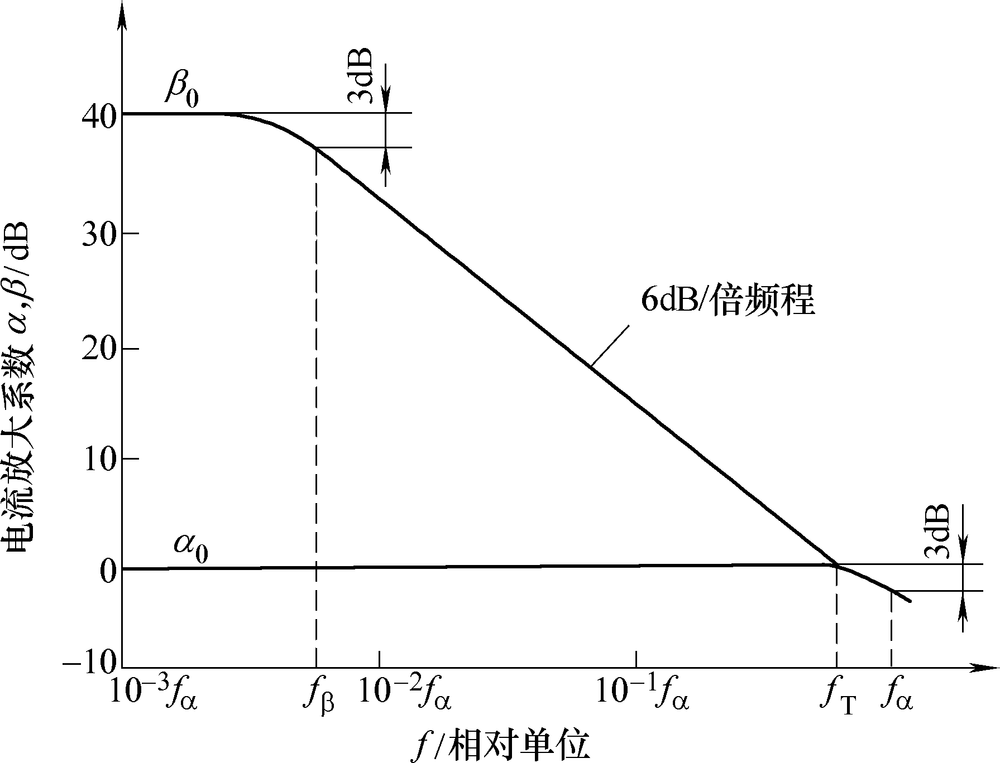 3dB
β₀
40
30
6dB/倍频程
20
10
电流放大系数 α,β/dB
α₀
3dB
0
−10
10⁻³fα
fβ
10⁻²fα
10⁻¹fα
fT
fα
f/相对单位